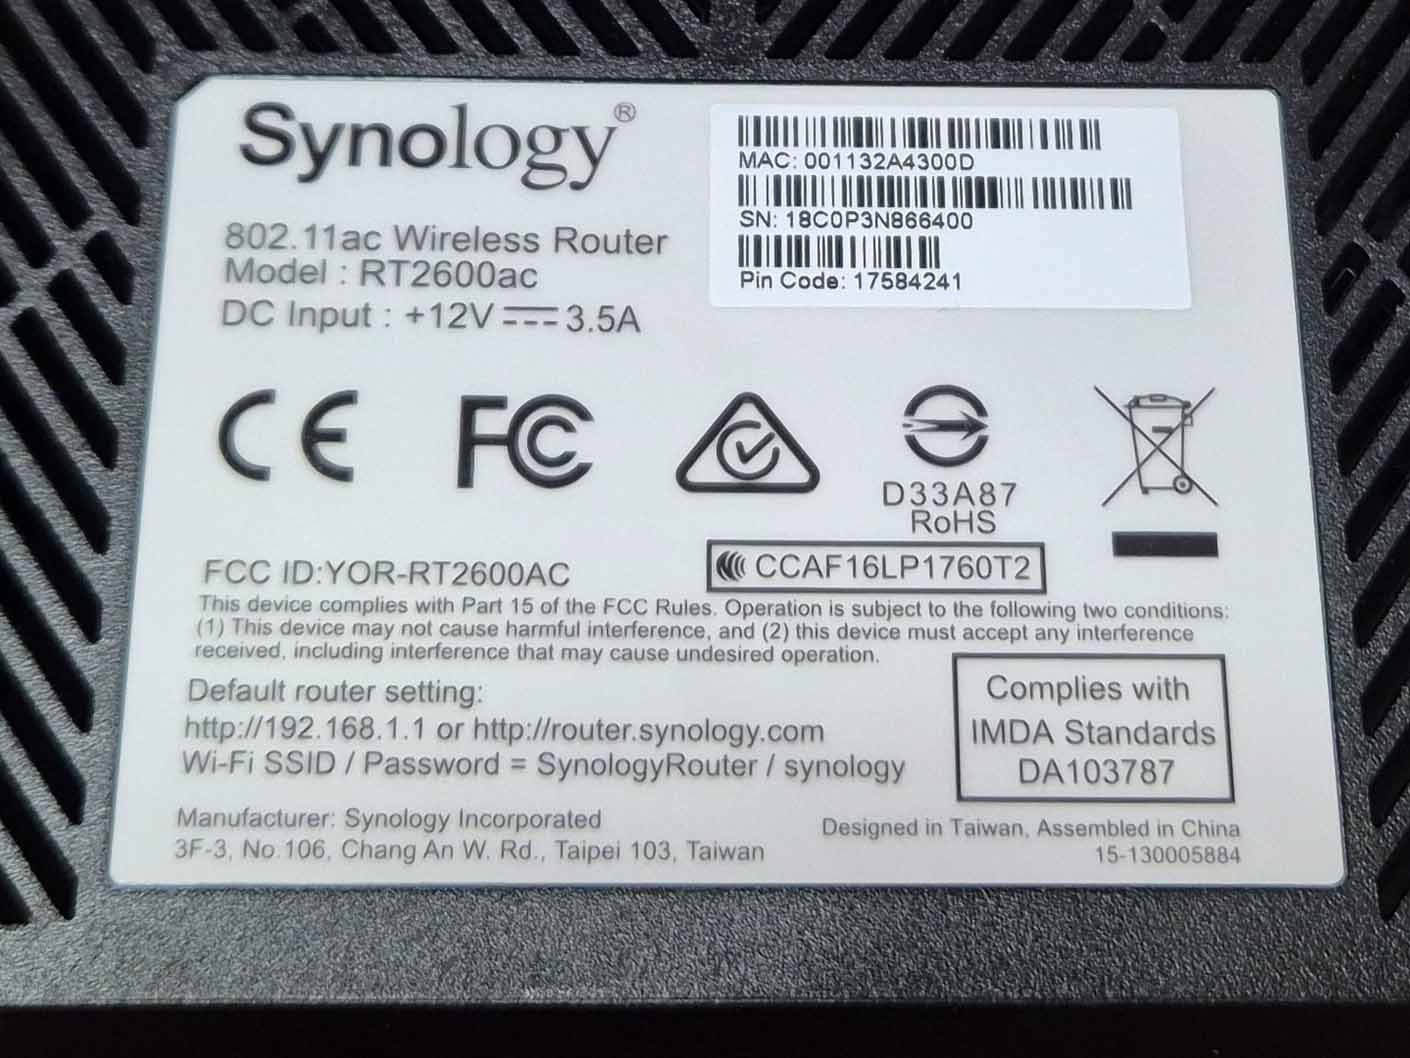 Synology®
802.11ac Wireless Router
Model : RT2600ac
DC Input : +12V 3.5A
MAC: 001132A4300D
SN: 18C0P3N866400
Pin Code: 17584241
CE FC
D33A87
RoHS
FCC ID:YOR-RT2600AC
CCAF16LP1760T2
This device complies with Part 15 of the FCC Rules. Operation is subject to the following two conditions:
(1) This device may not cause harmful interference, and (2) this device must accept any interference
received, including interference that may cause undesired operation.
Default router setting:
http://192.168.1.1 or http://router.synology.com
Wi-Fi SSID / Password = SynologyRouter / synology
Complies with
IMDA Standards
DA103787
Manufacturer: Synology Incorporated
3F-3, No.106, Chang An W. Rd., Taipei 103, Taiwan
Designed in Taiwan, Assembled in China
15-130005884